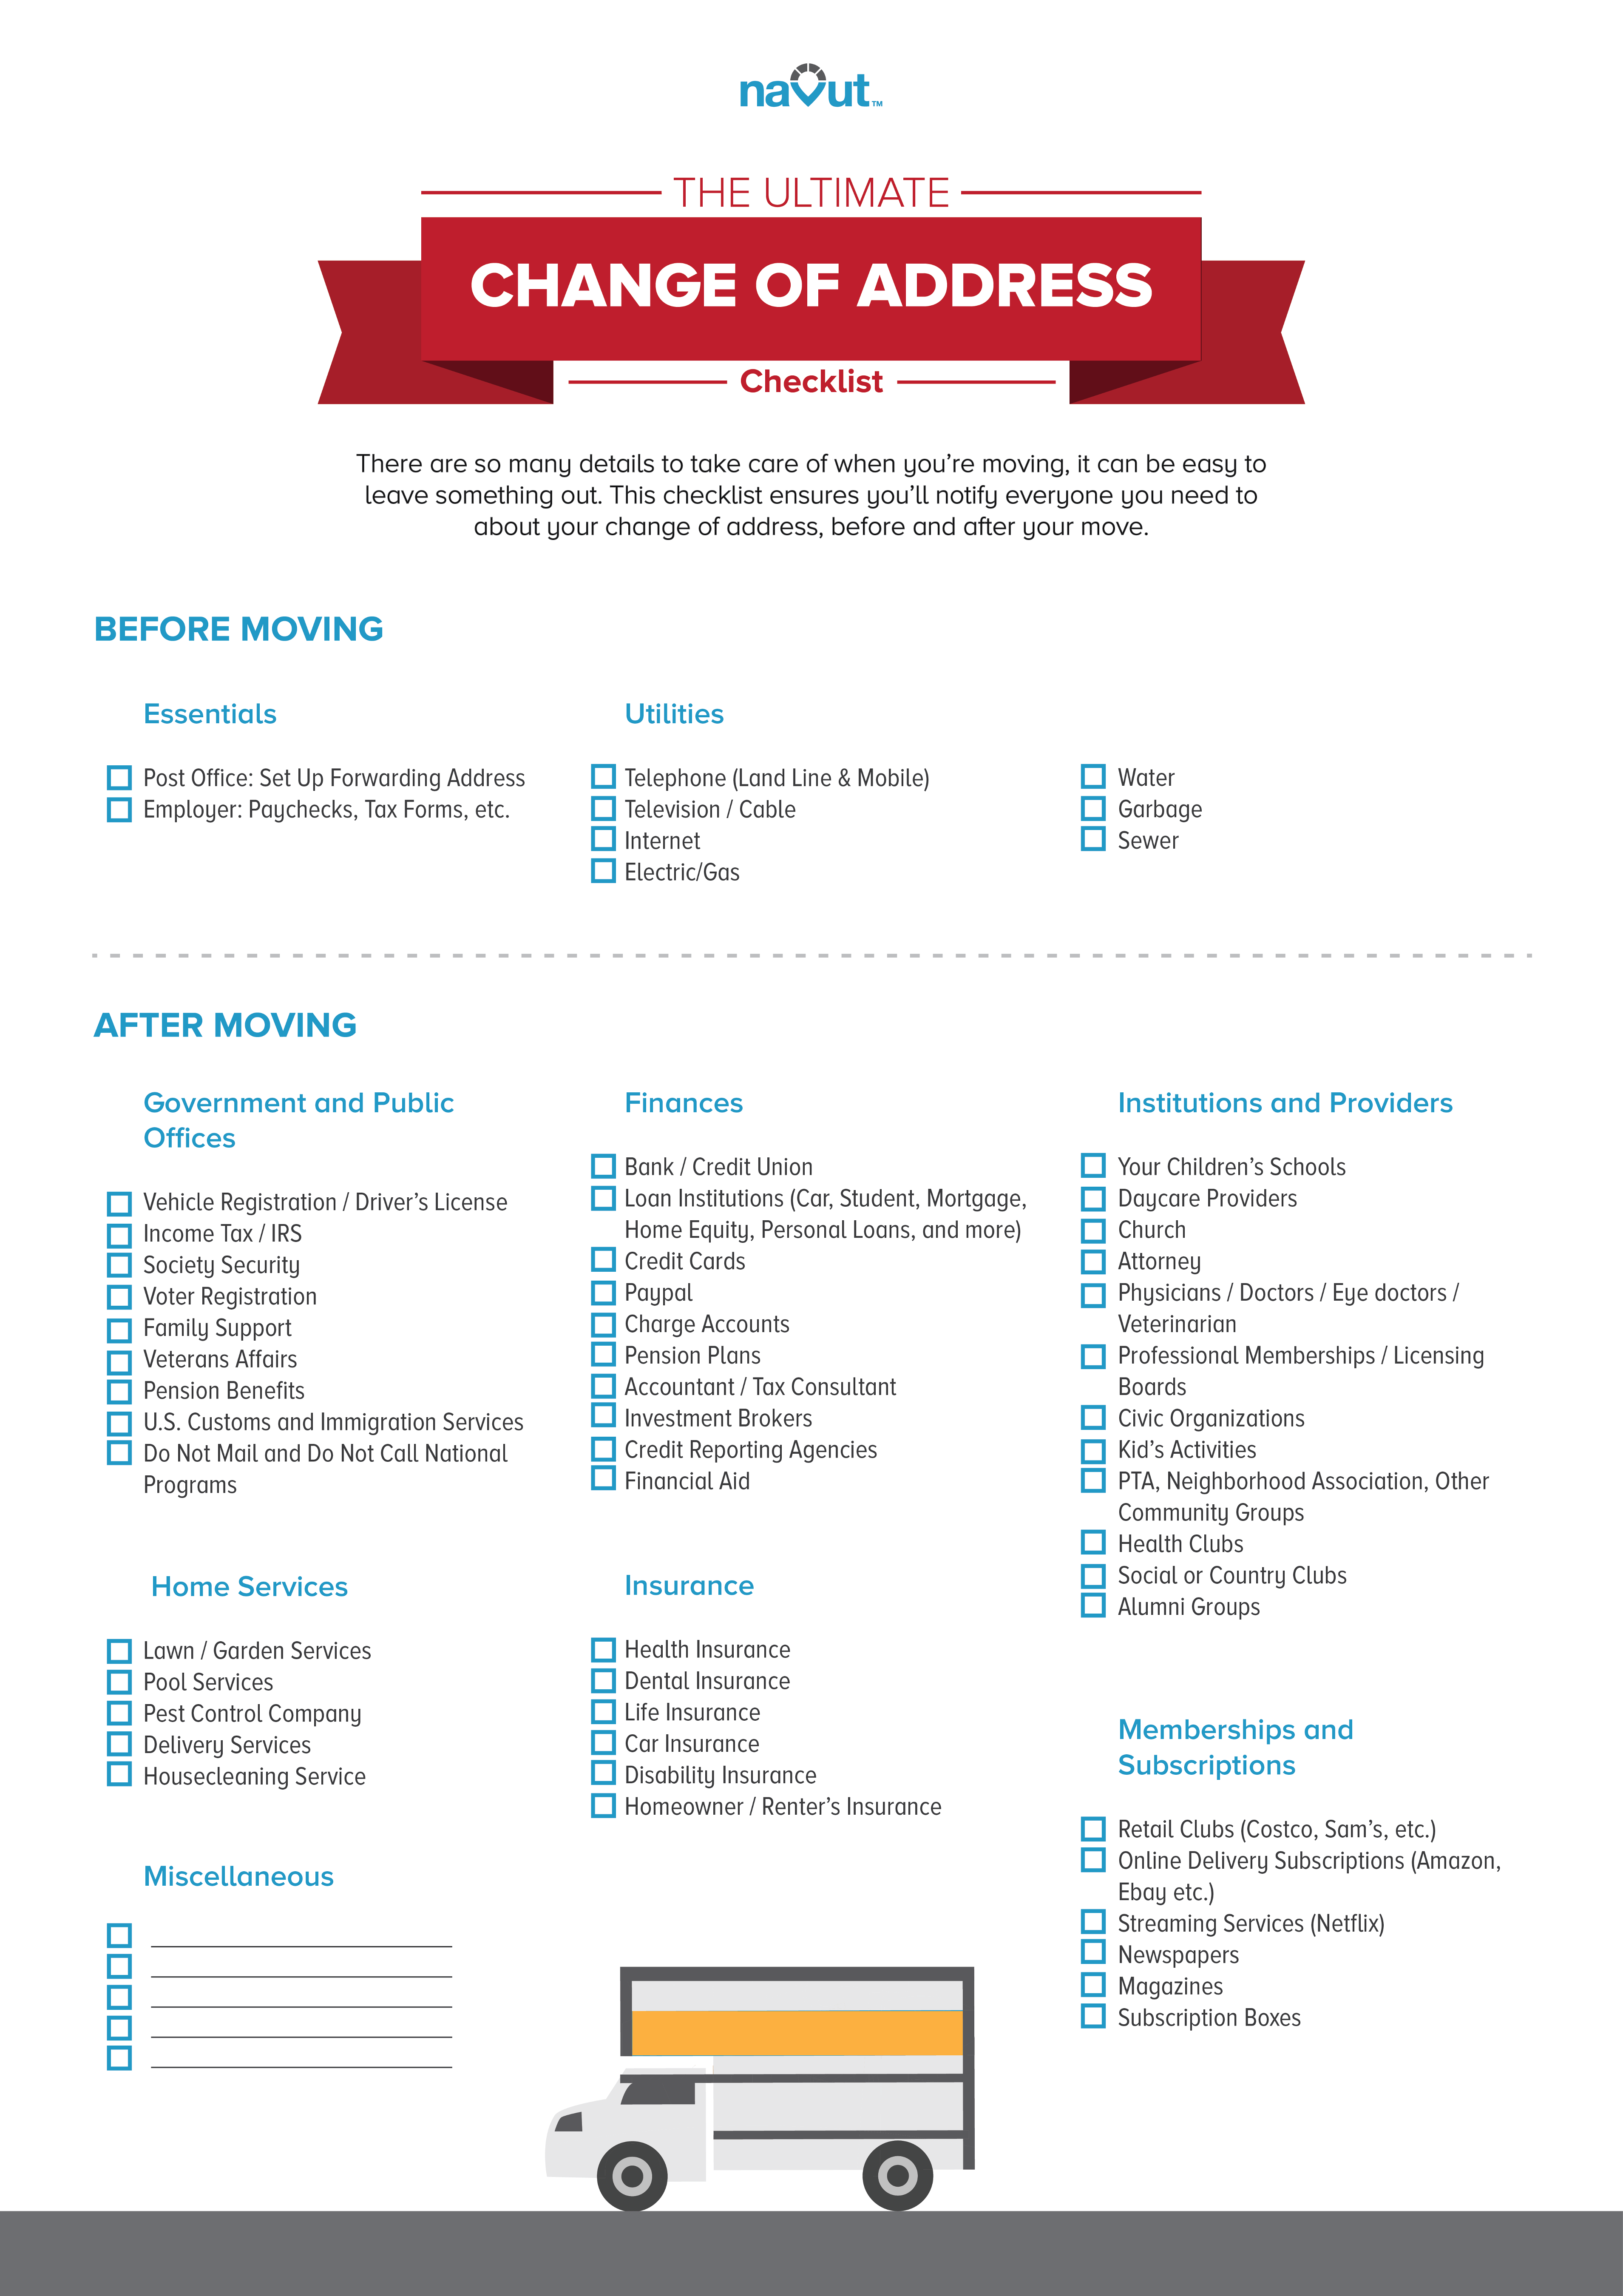 navut™
THE ULTIMATE
CHANGE OF ADDRESS
Checklist
There are so many details to take care of when you're moving, it can be easy to
leave something out. This checklist ensures you'll notify everyone you need to
about your change of address, before and after your move.
BEFORE MOVING
Essentials
Post Office: Set Up Forwarding Address
Employer: Paychecks, Tax Forms, etc.
Utilities
Telephone (Land Line & Mobile)
Television / Cable
Internet
Electric/Gas
Water
Garbage
Sewer
AFTER MOVING
Government and Public
Offices
Vehicle Registration / Driver's License
Income Tax / IRS
Society Security
Voter Registration
Family Support
Veterans Affairs
Pension Benefits
U.S. Customs and Immigration Services
Do Not Mail and Do Not Call National
Programs
Home Services
Lawn / Garden Services
Pool Services
Pest Control Company
Delivery Services
Housecleaning Service
Miscellaneous
Finances
Bank / Credit Union
Loan Institutions (Car, Student, Mortgage,
Home Equity, Personal Loans, and more)
Credit Cards
Paypal
Charge Accounts
Pension Plans
Accountant / Tax Consultant
Investment Brokers
Credit Reporting Agencies
Financial Aid
Insurance
Health Insurance
Dental Insurance
Life Insurance
Car Insurance
Disability Insurance
Homeowner / Renter's Insurance
Institutions and Providers
Your Children's Schools
Daycare Providers
Church
Attorney
Physicians / Doctors / Eye doctors /
Veterinarian
Professional Memberships / Licensing
Boards
Civic Organizations
Kid's Activities
PTA, Neighborhood Association, Other
Community Groups
Health Clubs
Social or Country Clubs
Alumni Groups
Memberships and
Subscriptions
Retail Clubs (Costco, Sam's, etc.)
Online Delivery Subscriptions (Amazon,
Ebay etc.)
Streaming Services (Netflix)
Newspapers
Magazines
Subscription Boxes